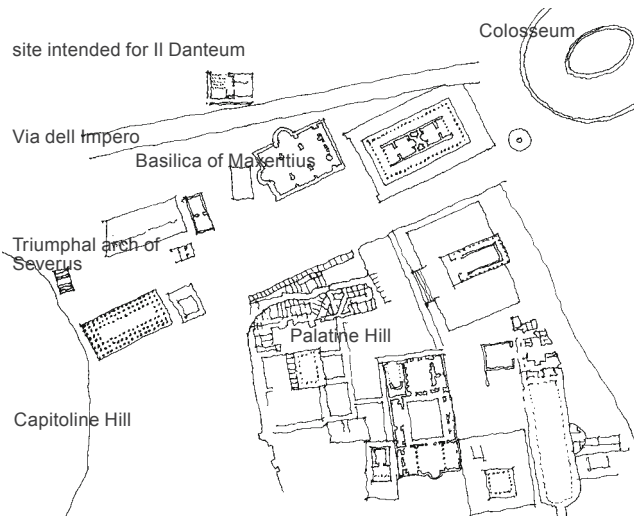 Colosseum
site intended for Il Danteum
Via dell Impero
Basilica of Maxentius
Triumphal arch of
Severus
Palatine Hill
Capitoline Hill